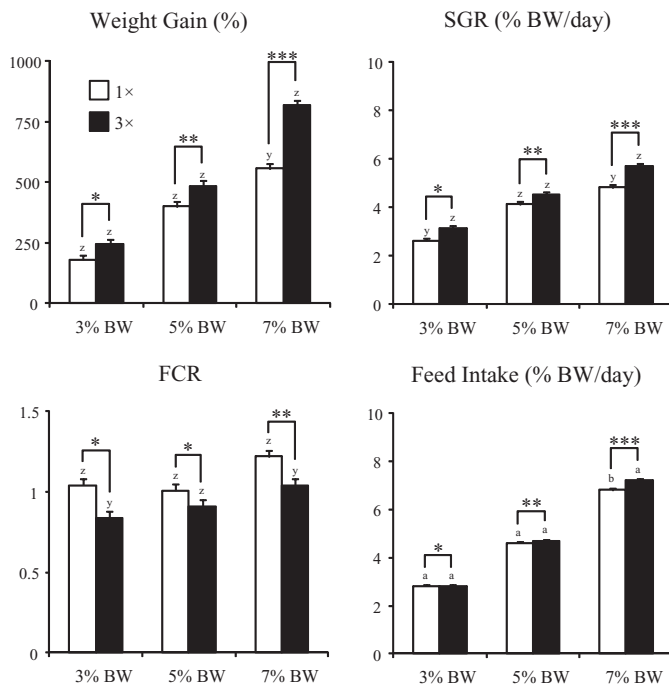 Weight Gain (%)
1000
750
500
250
0
1×
3×
*
z
z
**
z
z
***
y
z
3% BW
5% BW
7% BW
SGR (% BW/day)
10
8
6
4
2
0
*
y
z
**
z
z
***
y
z
3% BW
5% BW
7% BW
FCR
1.5
1
0.5
0
*
z
y
*
z
z
**
z
y
3% BW
5% BW
7% BW
Feed Intake (% BW/day)
10
8
6
4
2
0
*
a
a
**
a
a
***
b
a
3% BW
5% BW
7% BW